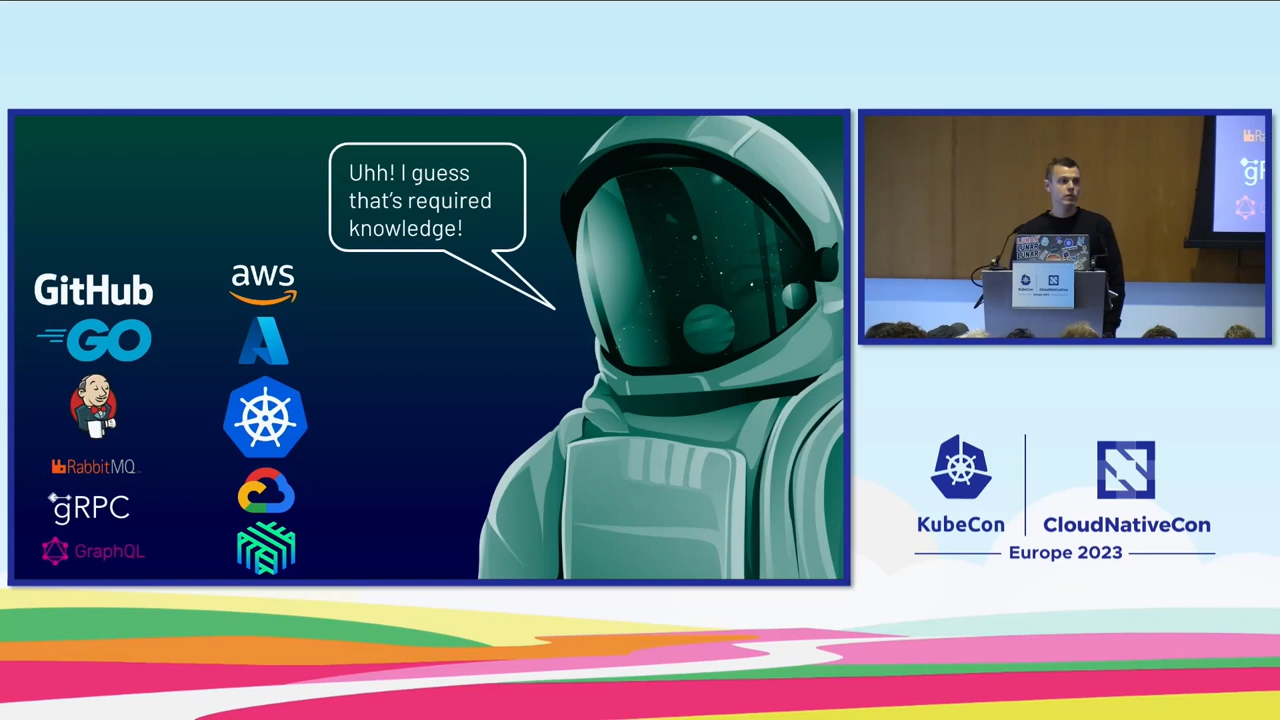 Uhh! I guess
that's required
knowledge!
GitHub
GO
RabbitMQ
gRPC
GraphQL
aws
KubeCon
CloudNativeCon
Europe 2023